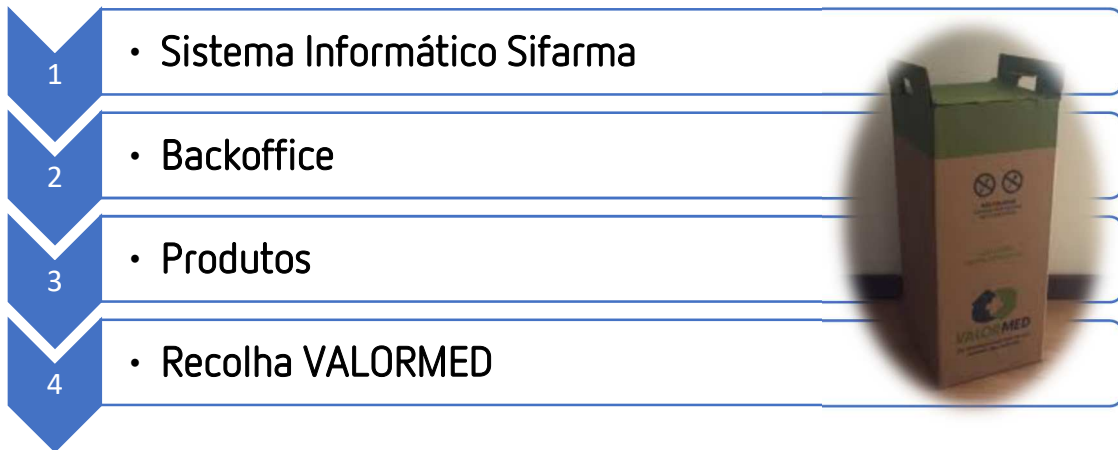 1
• Sistema Informático Sifarma
2
• Backoffice
3
• Produtos
4
• Recolha VALORMED
VALORMED